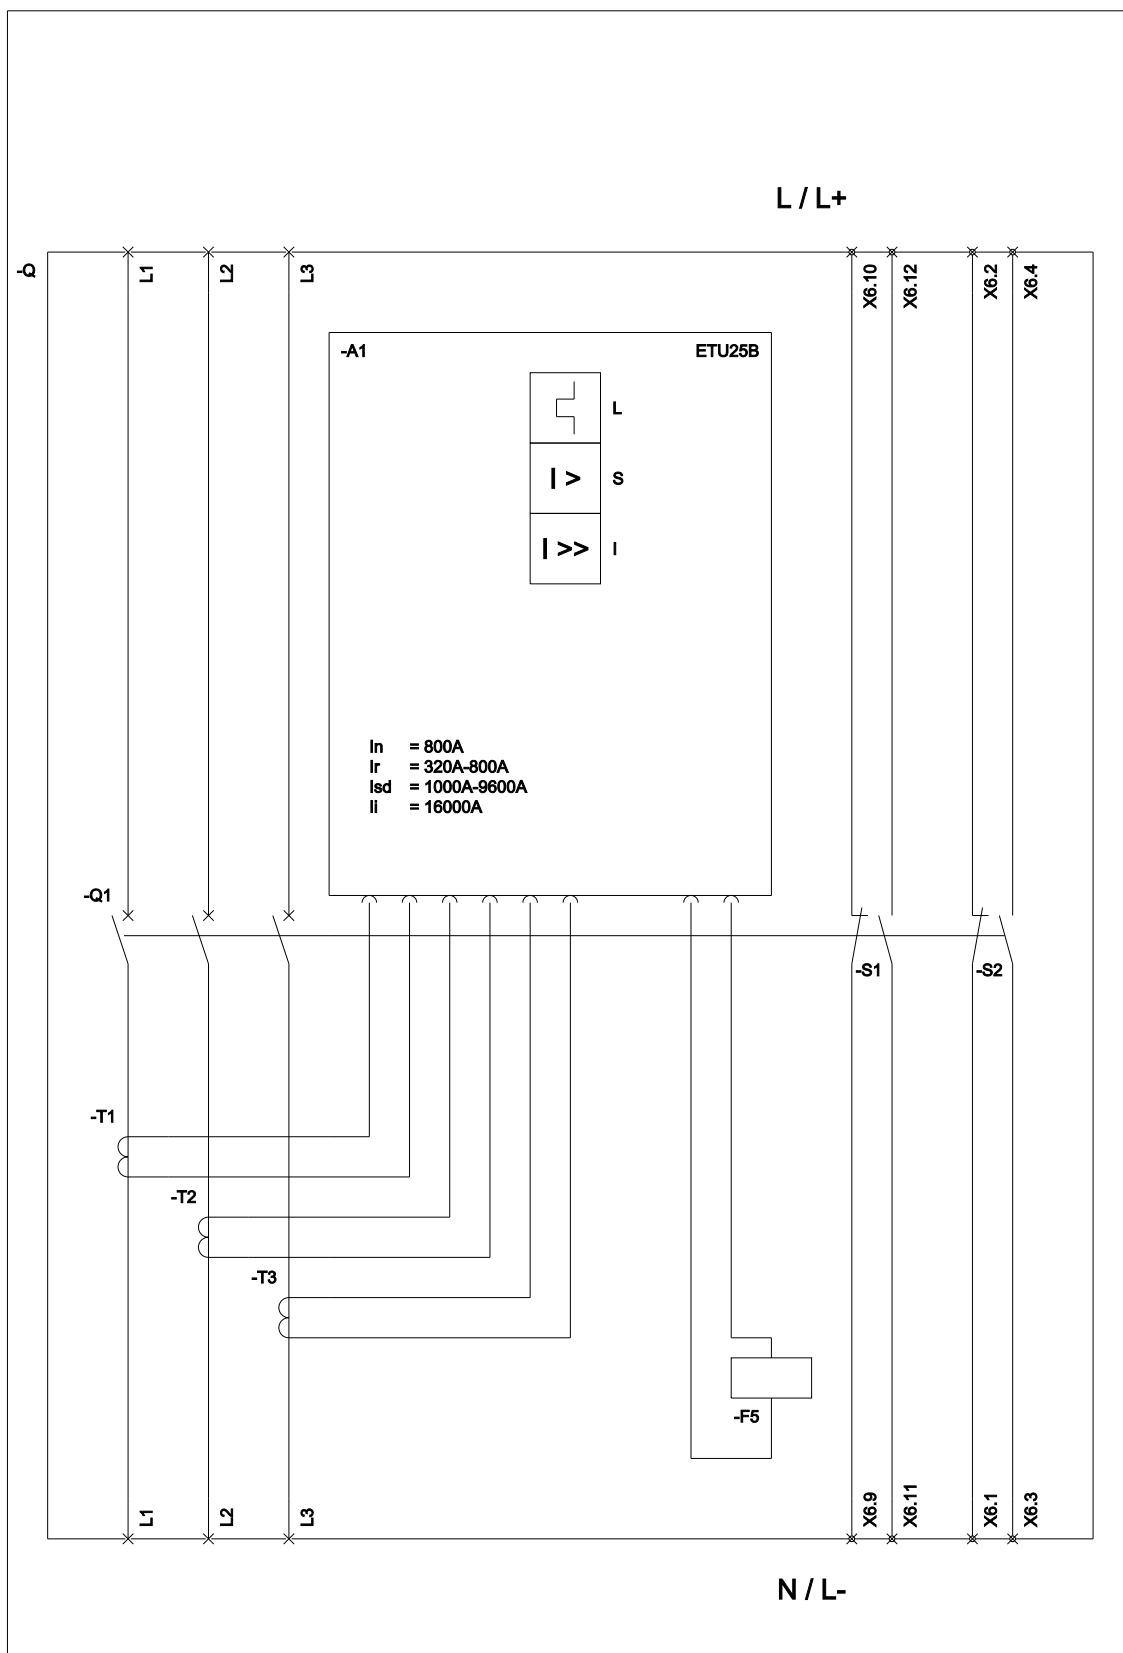 L / L+
-Q
L1
L2
L3
X6.10
X6.12
X6.2
X6.4
-A1
ETU25B
L
I >
S
I >>
I
In = 800A
Ir = 320A-800A
Isd = 1000A-9600A
Ii = 16000A
-Q1
-S1
-S2
-T1
-T2
-T3
-F5
L1
L2
L3
X6.9
X6.11
X6.1
X6.3
N / L-